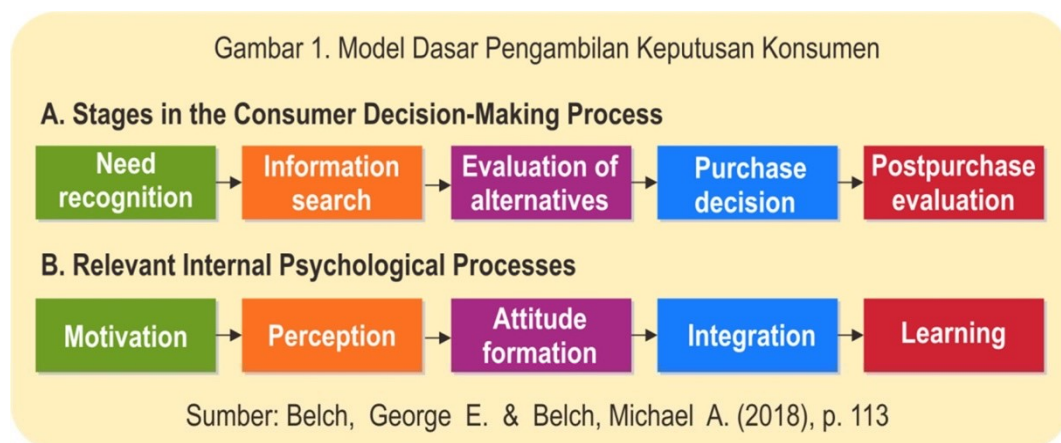 Gambar 1. Model Dasar Pengambilan Keputusan Konsumen
A. Stages in the Consumer Decision-Making Process
Need
recognition
Information
search
Evaluation of
alternatives
Purchase
decision
Postpurchase
evaluation
B. Relevant Internal Psychological Processes
Motivation
Perception
Attitude
formation
Integration
Learning
Sumber: Belch, George E. & Belch, Michael A. (2018), p. 113